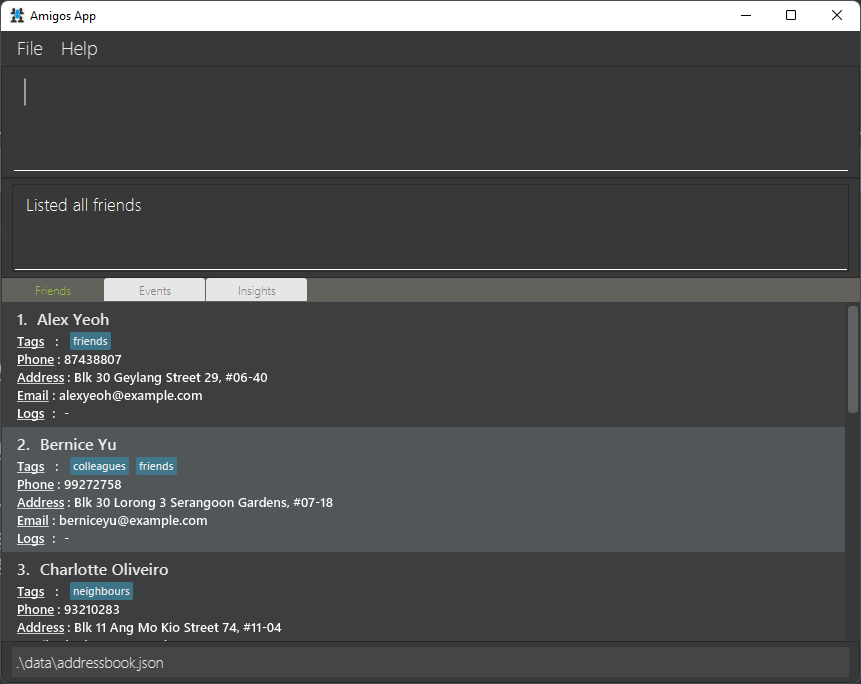 Amigos App
File Help
Listed all friends
Friends Events Insights
1. Alex Yeoh
Tags : friends
Phone : 87438807
Address : Blk 30 Geylang Street 29, #06-40
Email : alexyeoh@example.com
Logs : -
2. Bernice Yu
Tags : colleagues friends
Phone : 99272758
Address : Blk 30 Lorong 3 Serangoon Gardens, #07-18
Email : berniceyu@example.com
Logs : -
3. Charlotte Oliveiro
Tags : neighbours
Phone : 93210283
Address : Blk 11 Ang Mo Kio Street 74, #11-04
.\data\addressbook.json